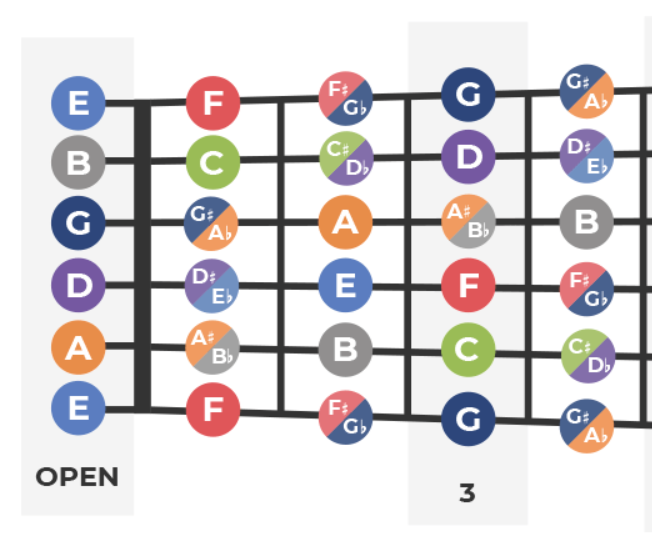 E F F♯ G♭ G G♯ A♭
B C C♯ D♭ D D♯ E♭
G G♯ A♭ A A♯ B♭ B
D D♯ E♭ E F F♯ G♭
A A♯ B♭ B C C♯ D♭
E F F♯ G♭ G G♯ A♭
OPEN 3